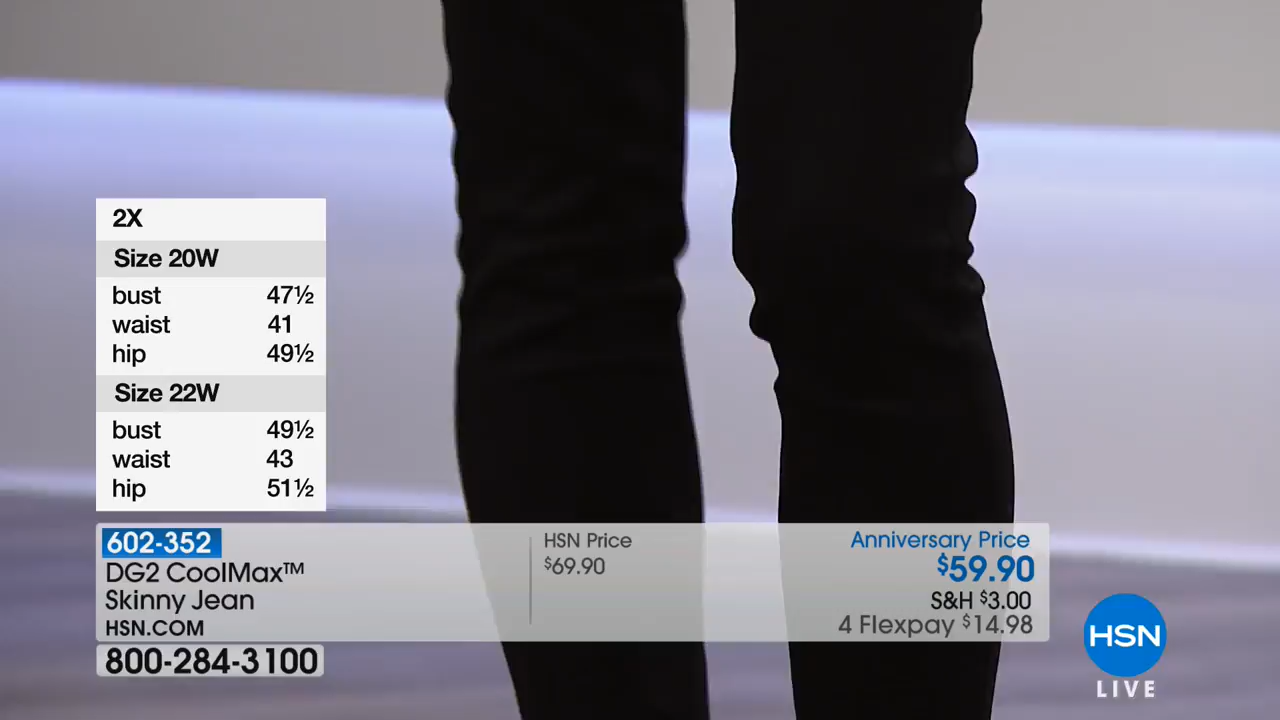 2X
Size 20W
bust 47½
waist 41
hip 49½
Size 22W
bust 49½
waist 43
hip 51½
602-352
DG2 CoolMax™
Skinny Jean
HSN.COM
800-284-3100
HSN Price
$69.90
Anniversary Price
$59.90
S&H $3.00
4 Flexpay $14.98
HSN
LIVE